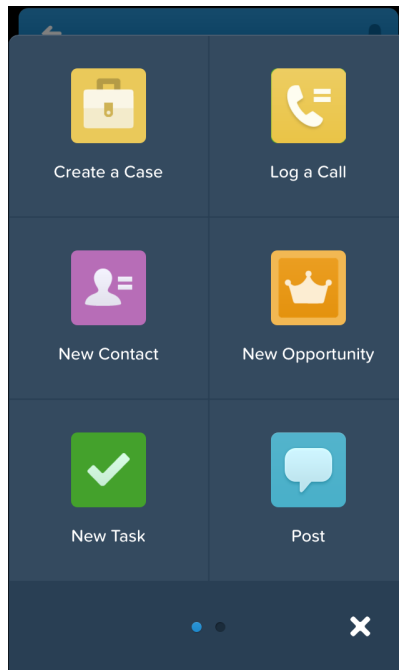 Create a Case
Log a Call
New Contact
New Opportunity
New Task
Post